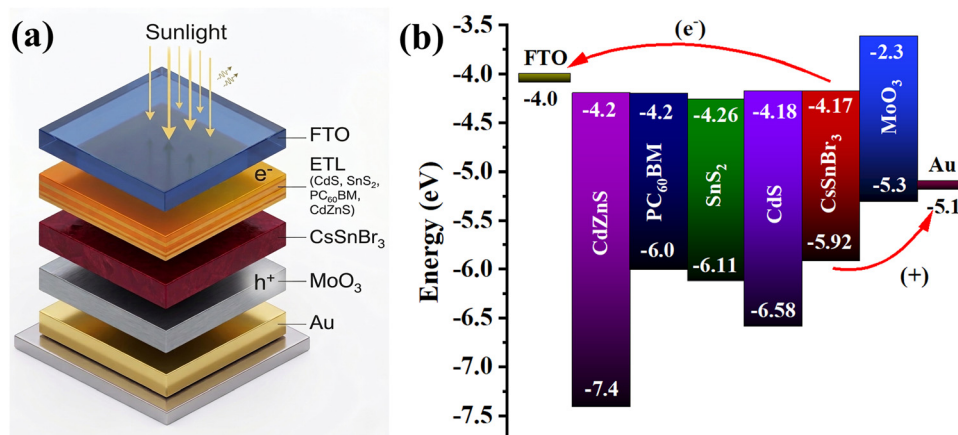 (a)
Sunlight
FTO
ETL
(CdS, SnS₂,
PC₆₀BM,
CdZnS)
e⁻
CsSnBr₃
h⁺
MoO₃
Au
(b)
Energy (eV)
-3.5
-4.0
-4.5
-5.0
-5.5
-6.0
-6.5
-7.0
-7.5
(e⁻)
FTO
-4.0
-4.2
CdZnS
-7.4
-4.2
PC₆₀BM
-6.0
-4.26
SnS₂
-6.11
-4.18
CdS
-6.58
-4.17
CsSnBr₃
-5.92
-2.3
MoO₃
-5.3
Au
-5.1
(+)